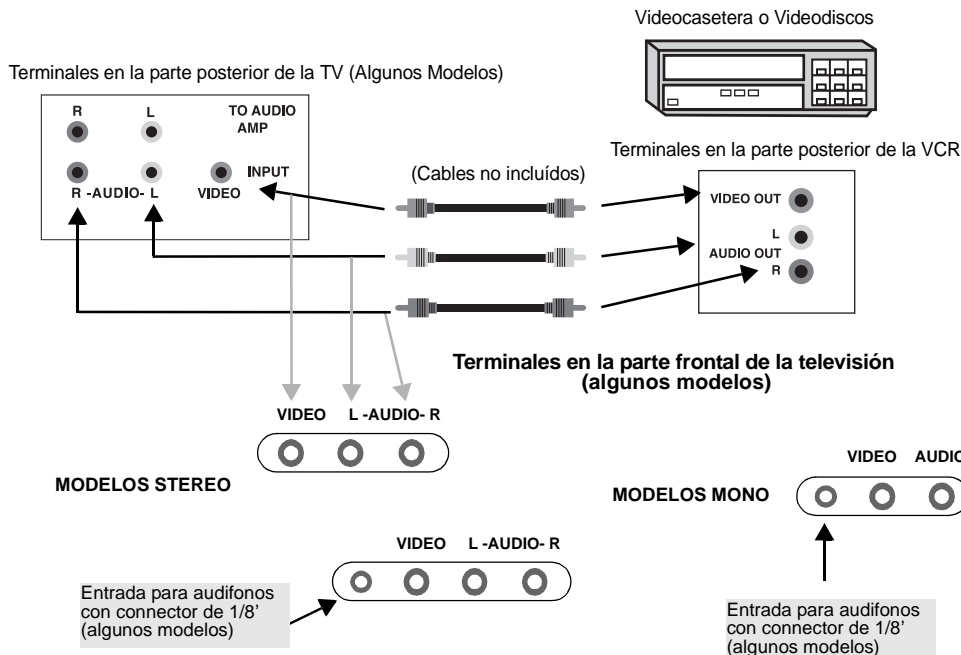 Videocasetera o Videodiscos
Terminales en la parte posterior de la TV (Algunos Modelos)
R L TO AUDIO
AMP
Terminales en la parte posterior de la VCR
INPUT
(Cables no incluídos)
R -AUDIO- L VIDEO
VIDEO OUT
L
AUDIO OUT
R
Terminales en la parte frontal de la televisión
(algunos modelos)
VIDEO L -AUDIO- R
MODELOS STEREO
VIDEO AUDIO
MODELOS MONO
VIDEO L -AUDIO- R
Entrada para audifonos
con connector de 1/8'
(algunos modelos)
Entrada para audifonos
con connector de 1/8'
(algunos modelos)